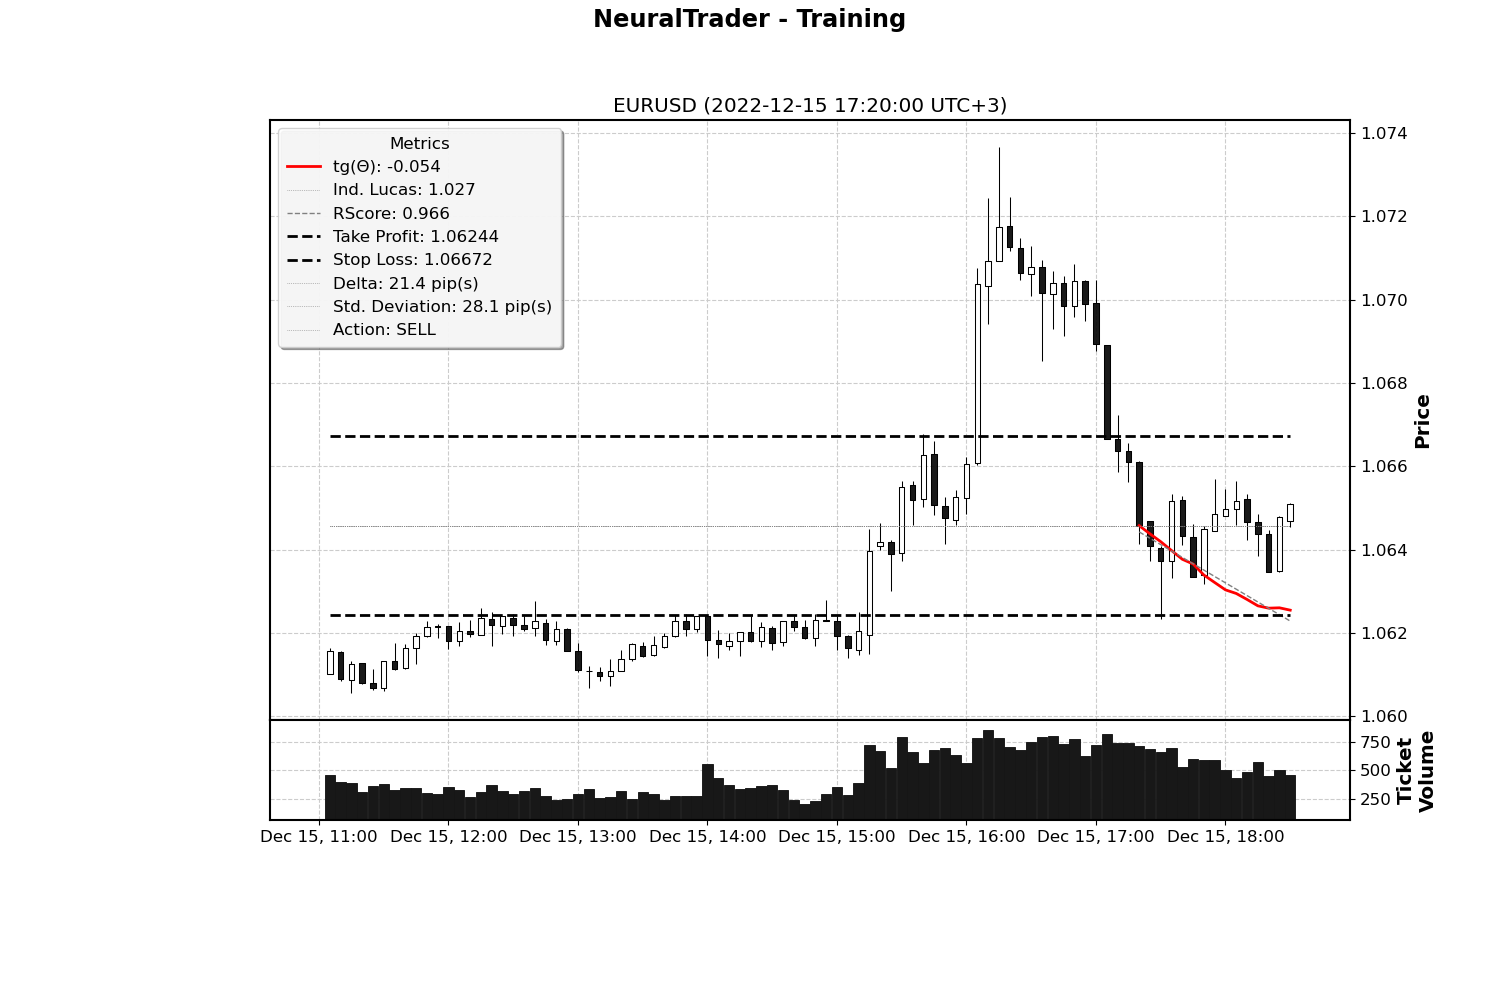 NeuralTrader - Training
EURUSD (2022-12-15 17:20:00 UTC+3)
Metrics
tg(Θ): -0.054
Ind. Lucas: 1.027
RScore: 0.966
Take Profit: 1.06244
Stop Loss: 1.06672
Delta: 21.4 pip(s)
Std. Deviation: 28.1 pip(s)
Action: SELL
1.074
1.072
1.070
1.068
1.066
1.064
1.062
1.060
Price
750
500
250
Ticket
Volume
Dec 15, 11:00 Dec 15, 12:00 Dec 15, 13:00 Dec 15, 14:00 Dec 15, 15:00 Dec 15, 16:00 Dec 15, 17:00 Dec 15, 18:00